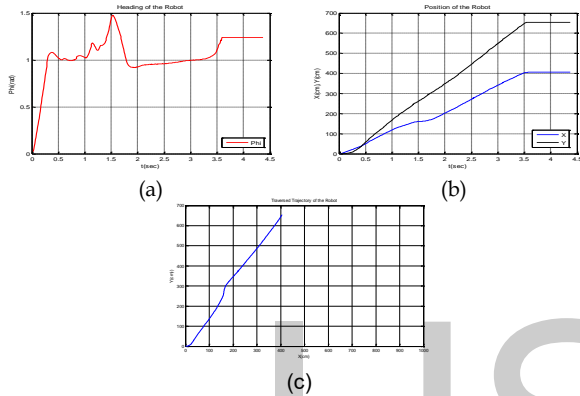 Heading of the Robot
1.5
1
0.5
0
Phi(rad)
0 0.5 1 1.5 2 2.5 3 3.5 4 4.5
t(sec)
Phi
(a)
Position of the Robot
700
600
500
400
300
200
100
0
X(cm),Y(cm)
0 0.5 1 1.5 2 2.5 3 3.5 4 4.5
t(sec)
X
Y
(b)
Traversed Trajectory of the Robot
700
600
500
400
300
200
100
0
Y(cm)
0 100 200 300 400 500 600 700 800 900 1000
X(cm)
(c)